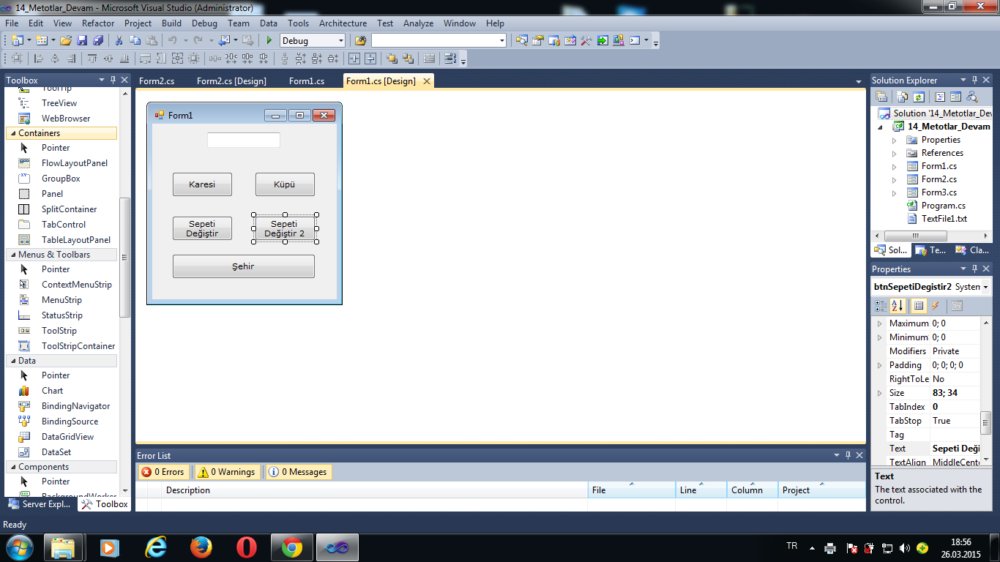 14_Metotlar_Devam - Microsoft Visual Studio (Administrator)
File Edit View Refactor Project Build Debug Team Data Tools Architecture Test Analyze Window Help
Debug
Toolbox
ToolTip
TreeView
WebBrowser
Containers
Pointer
FlowLayoutPanel
GroupBox
Panel
SplitContainer
TabControl
TableLayoutPanel
Menus & Toolbars
Pointer
ContextMenuStrip
MenuStrip
StatusStrip
ToolStrip
ToolStripContainer
Data
Pointer
Chart
BindingNavigator
BindingSource
DataGridView
DataSet
Components
Pointer
BackgroundWorker
Server Expl... Toolbox
Form2.cs Form2.cs [Design] Form1.cs Form1.cs [Design]
Form1
Karesi Küpü
Sepeti
Değiştir
Sepeti
Değiştir 2
Şehir
Error List
0 Errors 0 Warnings 0 Messages
Description File Line Column Project
Solution Explorer
Solution '14_Metotlar_Dev
14_Metotlar_Devam
Properties
References
Form1.cs
Form2.cs
Form3.cs
Program.cs
TextFile1.txt
Sol... Te... Cla...
Properties
btnSepetiDegistir2 System
Maximum 0; 0
Minimum 0; 0
Modifiers Private
Padding 0; 0; 0; 0
RightToLe No
Size 83; 34
TabIndex 0
TabStop True
Tag
Text Sepeti Deği
TextAlign MiddleCente
Text
The text associated with the
control.
Ready
TR
18:56
26.03.2015